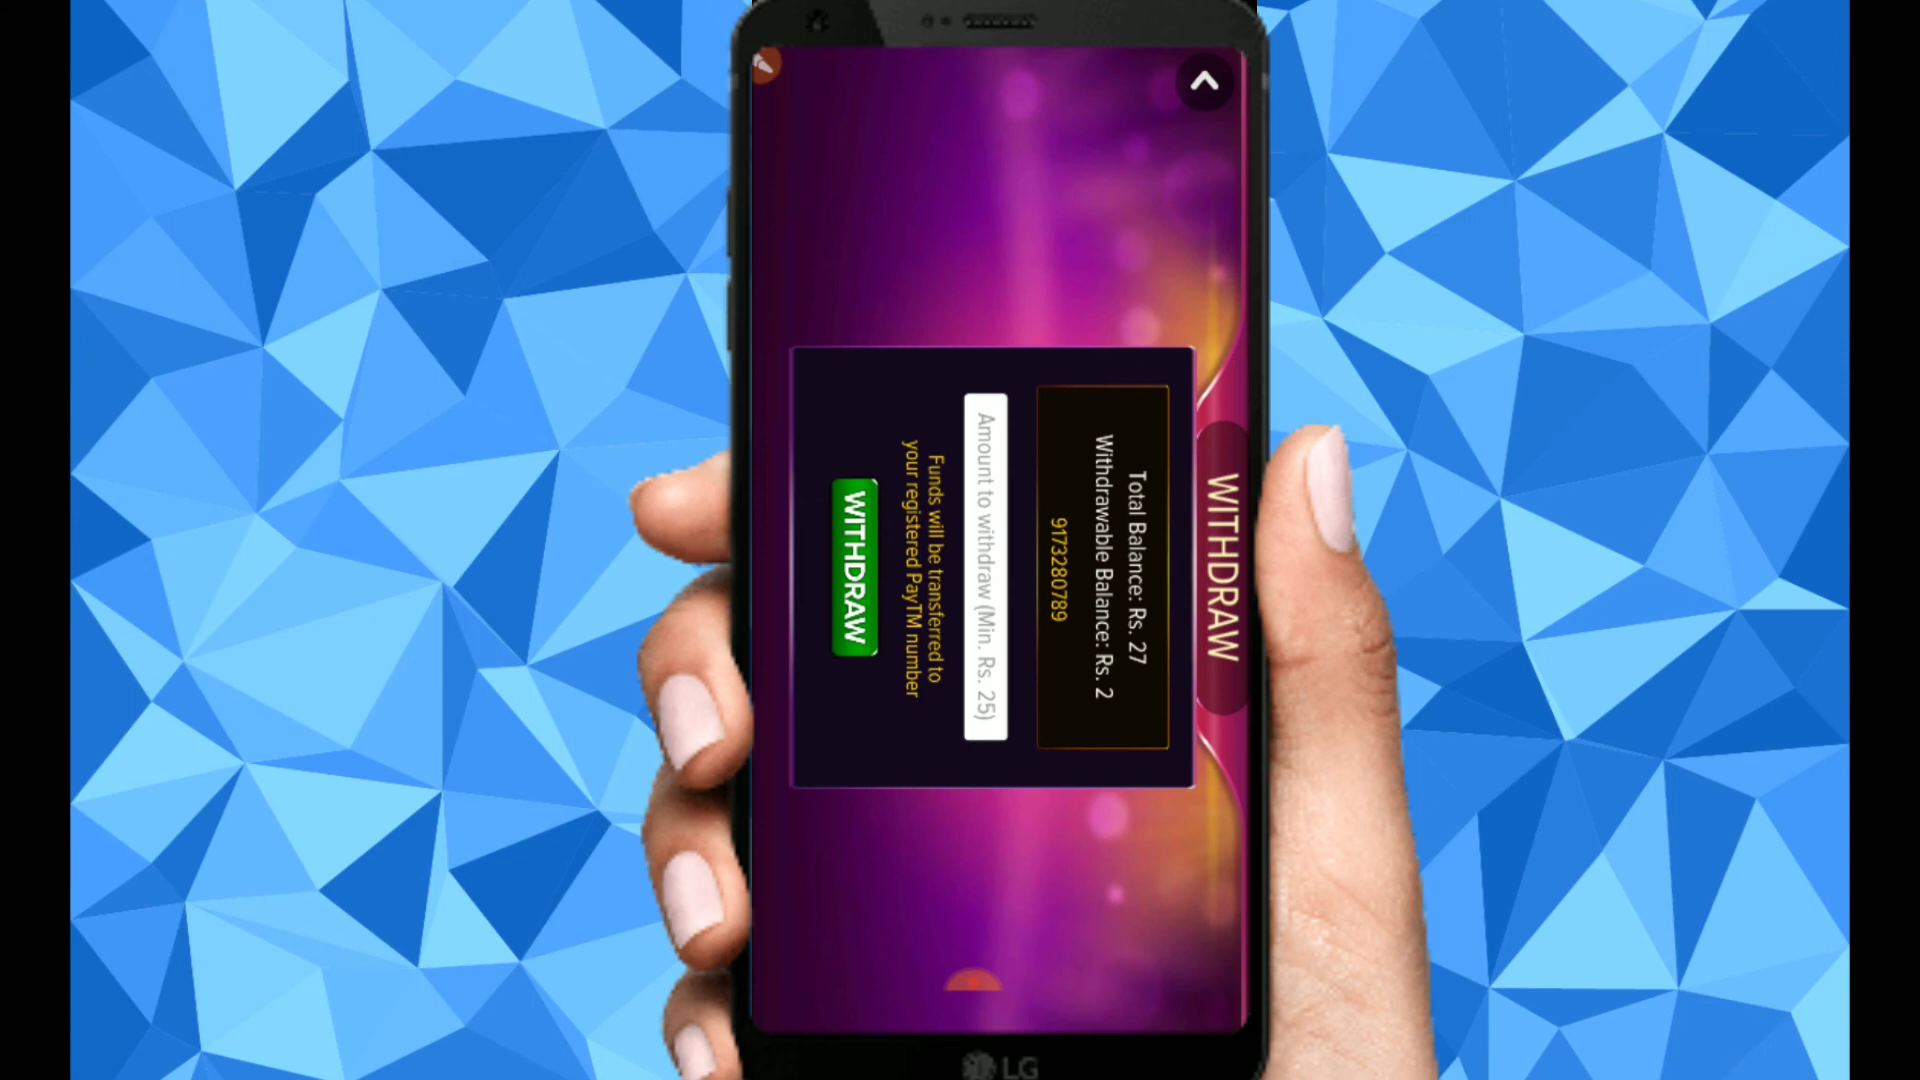 WITHDRAW
Total Balance: Rs. 27
Withdrawable Balance: Rs. 2
9173280789
Amount to withdraw (Min. Rs. 25)
Funds will be transferred to
your registered PayTM number
WITHDRAW
LG